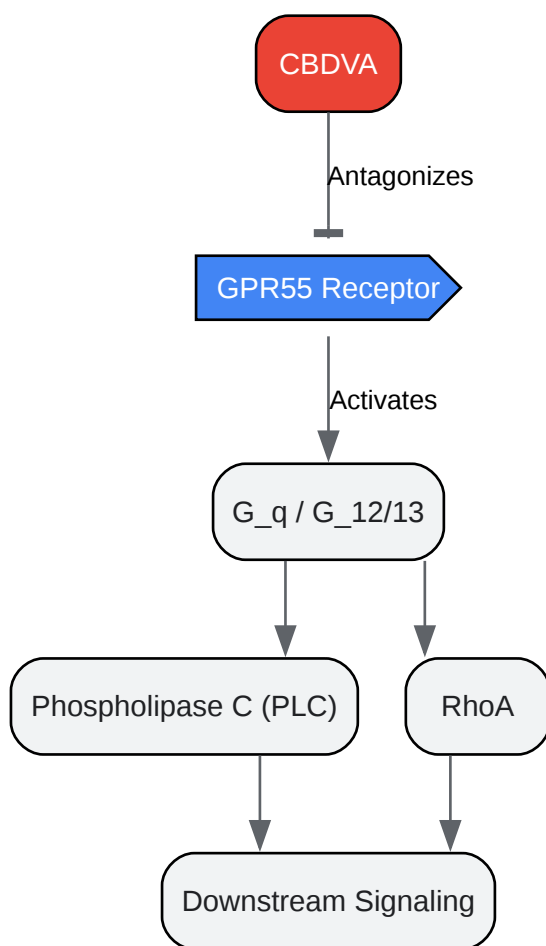 CBDVA
Antagonizes
GPR55 Receptor
Activates
G_q / G_12/13
Phospholipase C (PLC)
RhoA
Downstream Signaling